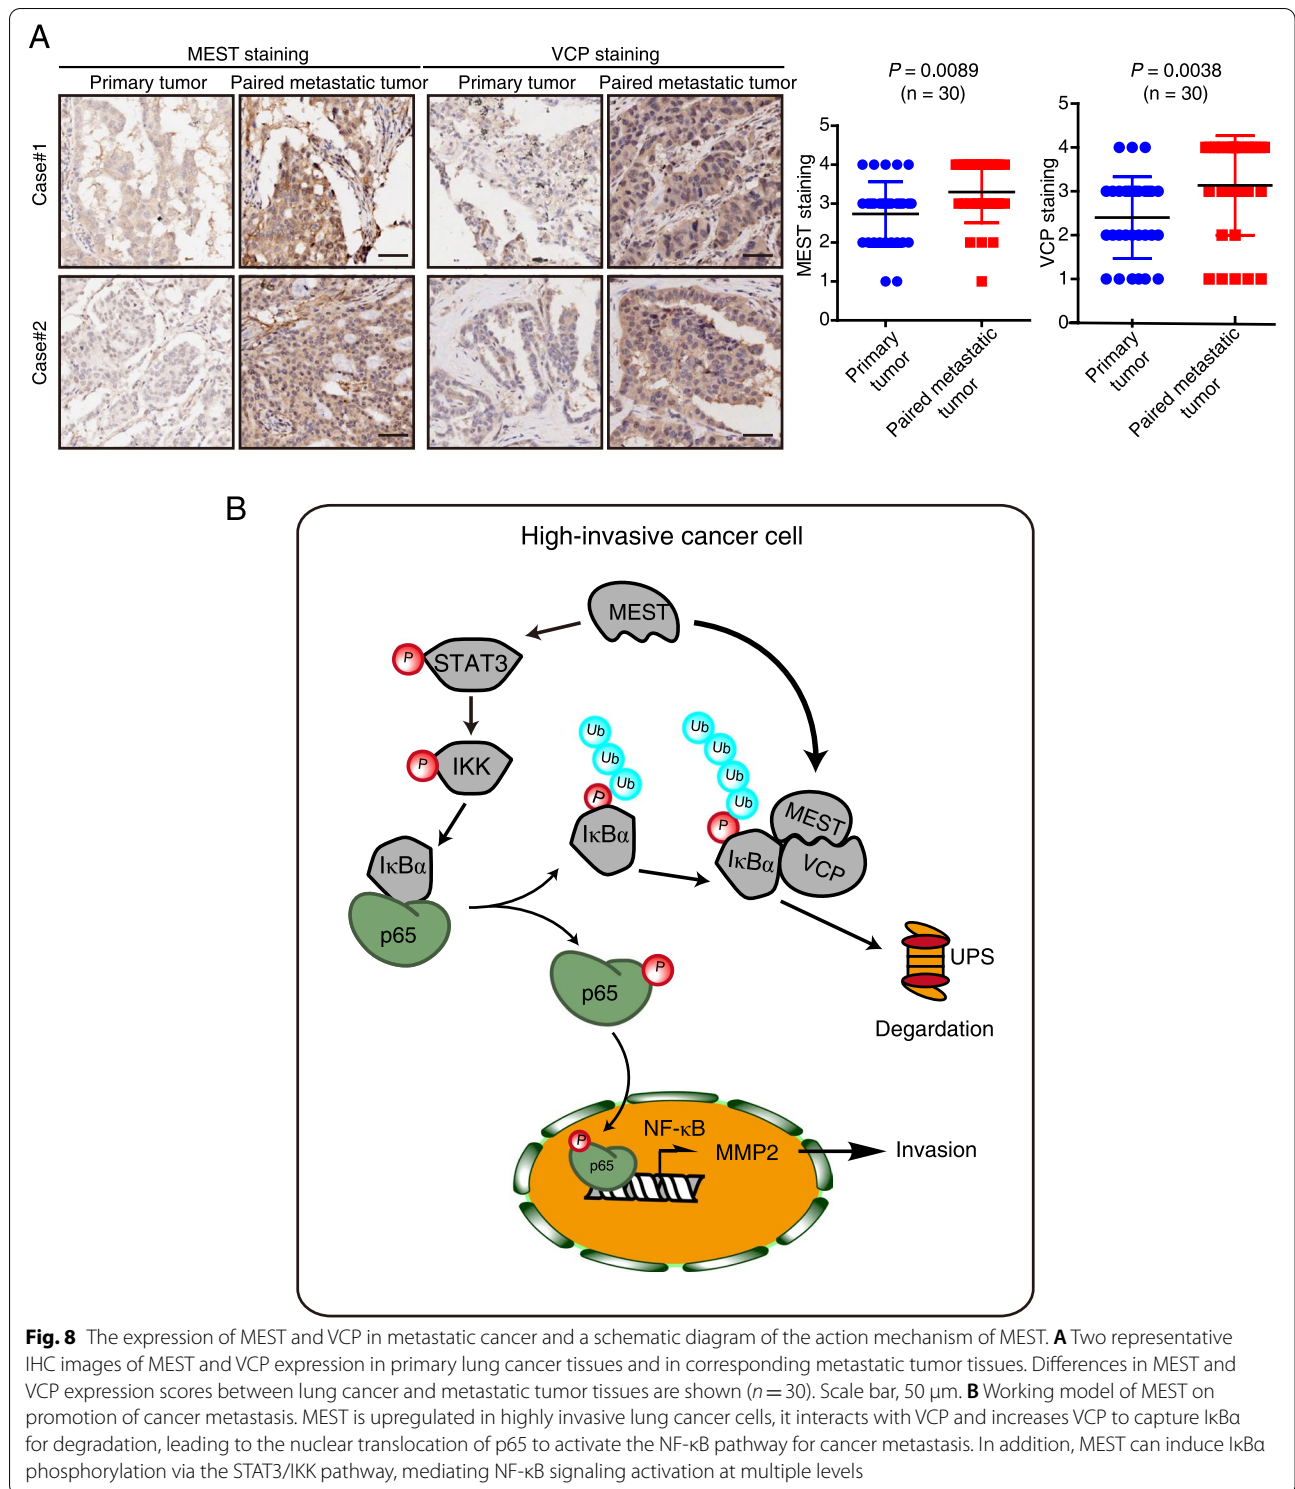 A
MEST staining
VCP staining
Primary tumor
Paired metastatic tumor
Primary tumor
Paired metastatic tumor
Case#1
Case#2
P = 0.0089
(n = 30)
MEST staining
5
4
3
2
1
0
Primary
tumor
Paired metastatic
tumor
P = 0.0038
(n = 30)
VCP staining
5
4
3
2
1
0
Primary
tumor
Paired metastatic
tumor
B
High-invasive cancer cell
MEST
P
STAT3
P
IKK
IκBα
p65
Ub
Ub
Ub
P
IκBα
Ub
Ub
Ub
Ub
P
IκBα
MEST
VCP
p65
P
UPS
Degardation
P
p65
NF-κB
MMP2
Invasion
Fig. 8 The expression of MEST and VCP in metastatic cancer and a schematic diagram of the action mechanism of MEST. A Two representative
IHC images of MEST and VCP expression in primary lung cancer tissues and in corresponding metastatic tumor tissues. Differences in MEST and
VCP expression scores between lung cancer and metastatic tumor tissues are shown (n = 30). Scale bar, 50 μm. B Working model of MEST on
promotion of cancer metastasis. MEST is upregulated in highly invasive lung cancer cells, it interacts with VCP and increases VCP to capture IκBα
for degradation, leading to the nuclear translocation of p65 to activate the NF-κB pathway for cancer metastasis. In addition, MEST can induce IκBα
phosphorylation via the STAT3/IKK pathway, mediating NF-κB signaling activation at multiple levels